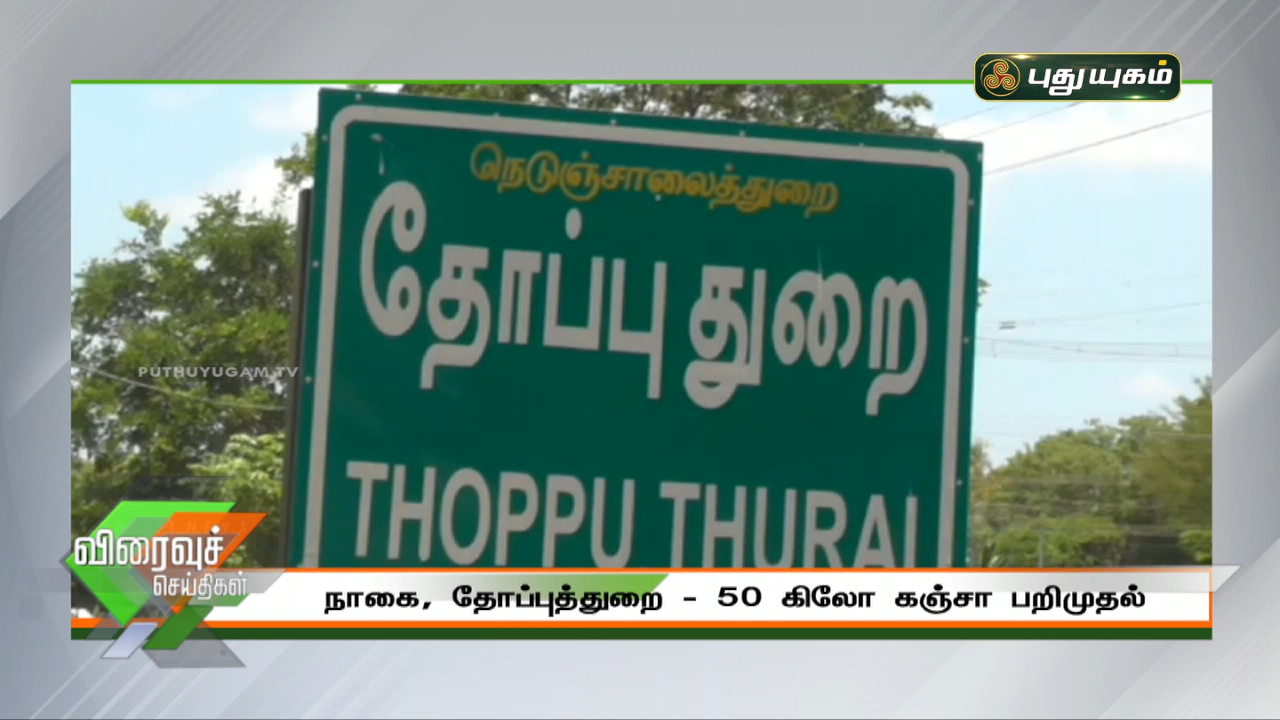 புதுயுகம்
நெடுஞ்சாலைத்துறை
தோப்பு துறை
PUTHUYUGAM TV
THOPPU THURAI
விரைவுச்
செய்திகள்
நாகை, தோப்புத்துறை - 50 கிலோ கஞ்சா பறிமுதல்